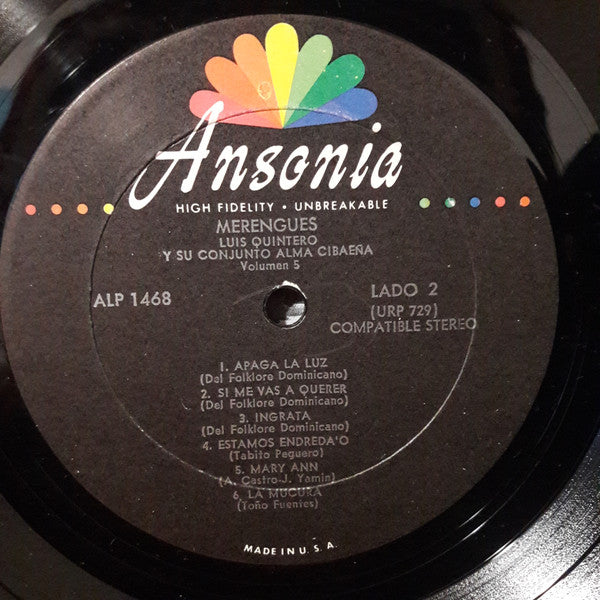 Ansonia
HIGH FIDELITY • UNBREAKABLE
MERENGUES
LUIS QUINTERO
Y SU CONJUNTO ALMA CIBAEÑA
Volumen 5
ALP 1468
LADO 2
(URP 729)
COMPATIBLE STEREO
1. APAGA LA LUZ
(Del Folklore Dominicano)
2. SI ME VAS A QUERER
(Del Folklore Dominicano)
3. INGRATA
(Del Folklore Dominicano)
4. ESTAMOS ENDREDA'O
(Tabito Peguero)
5. MARY ANN
(A. Castro-J. Yamin)
6. LA MUCURA
(Toño Fuentes)
MADE IN U. S. A.